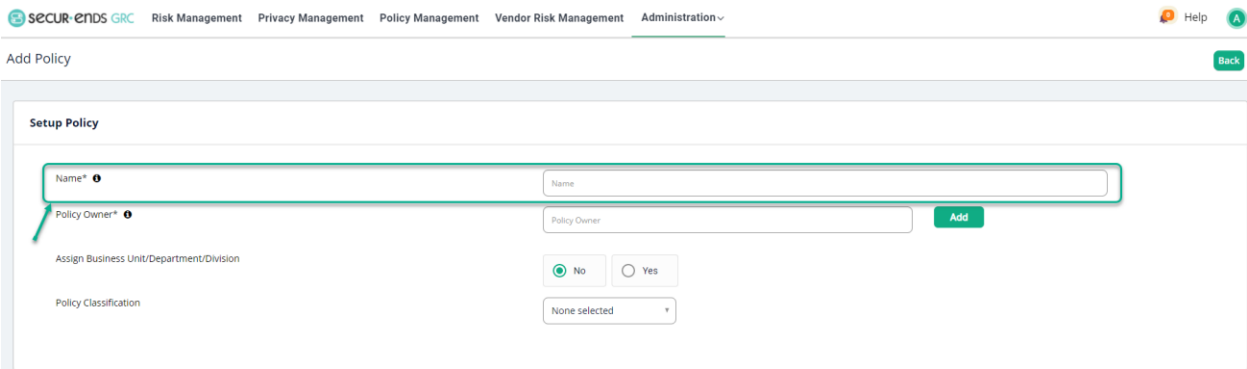 SECUR·ENDS GRC Risk Management Privacy Management Policy Management Vendor Risk Management Administration Help A
Add Policy Back
Setup Policy
Name* Name
Policy Owner* Policy Owner Add
Assign Business Unit/Department/Division No Yes
Policy Classification None selected